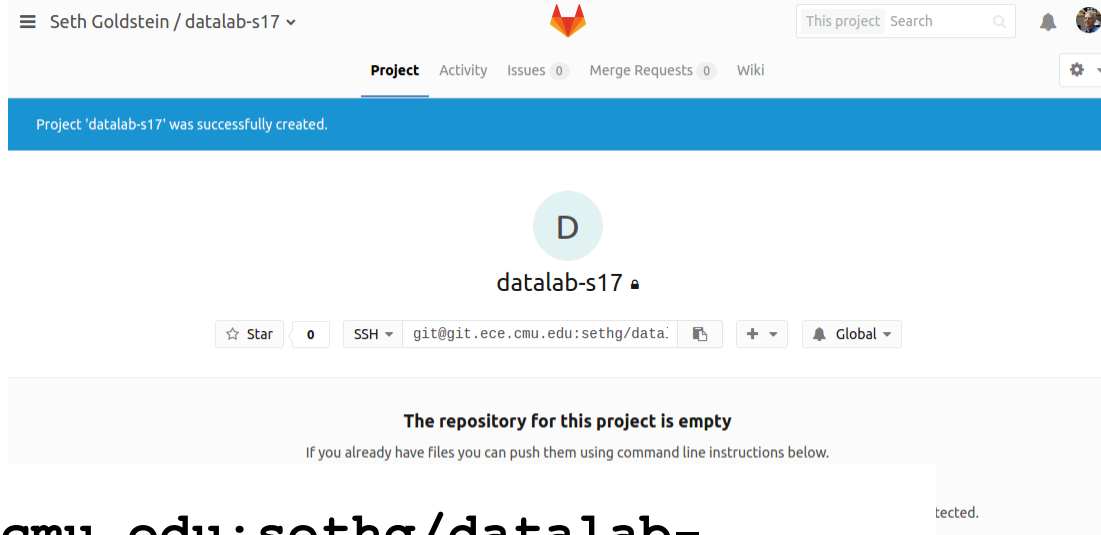 Seth Goldstein / datalab-s17
This project Search
Project Activity Issues 0 Merge Requests 0 Wiki
Project 'datalab-s17' was successfully created.
D
datalab-s17
Star 0 SSH git@git.ece.cmu.edu:sethg/data Global
The repository for this project is empty
If you already have files you can push them using command line instructions below.
tected.
cmu.edu:sethg/datalab-